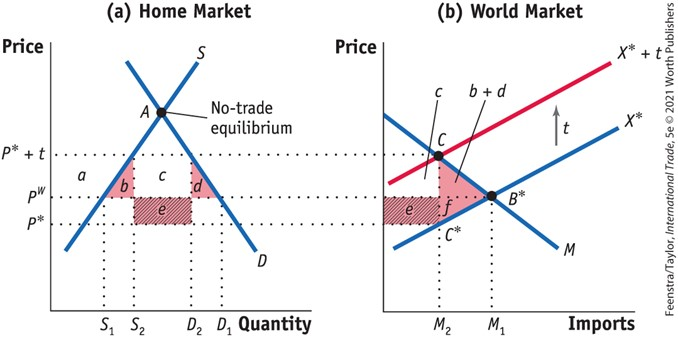 (a) Home Market
(b) World Market
Price
S
A
No-trade
equilibrium
P* + t
a
b
c
d
Pᵂ
e
P*
D
S₁
S₂
D₂
D₁
Quantity
Price
X* + t
c
b + d
C
t
X*
e
f
B*
C*
M
M₂
M₁
Imports
Feenstra/Taylor, International Trade, 5e © 2021 Worth Publishers